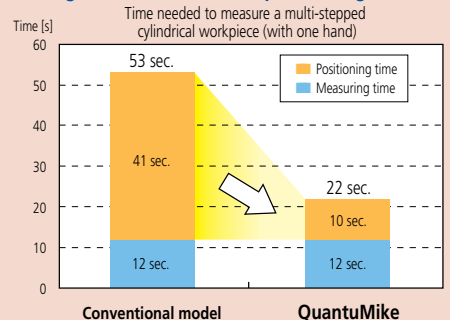 Time needed to measure a multi-stepped
cylindrical workpiece (with one hand)
Time [s]
60
50
40
30
20
10
0
53 sec.
41 sec.
12 sec.
Positioning time
Measuring time
22 sec.
10 sec.
12 sec.
Conventional model
QuantuMike